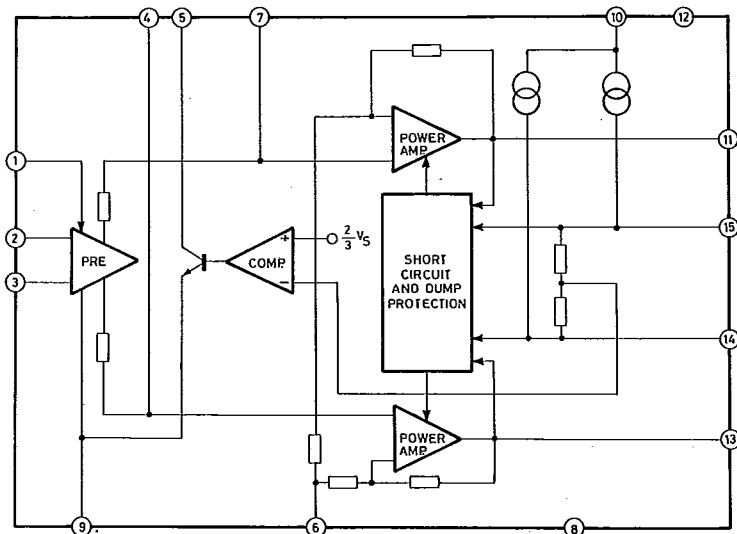 4 5 7 10 12
POWER
AMP.
1
11
2/3 VS
15
2
PRE
+
COMP.
−
SHORT
CIRCUIT
AND DUMP
PROTECTION
3
14
POWER
AMP.
13
9 6 8